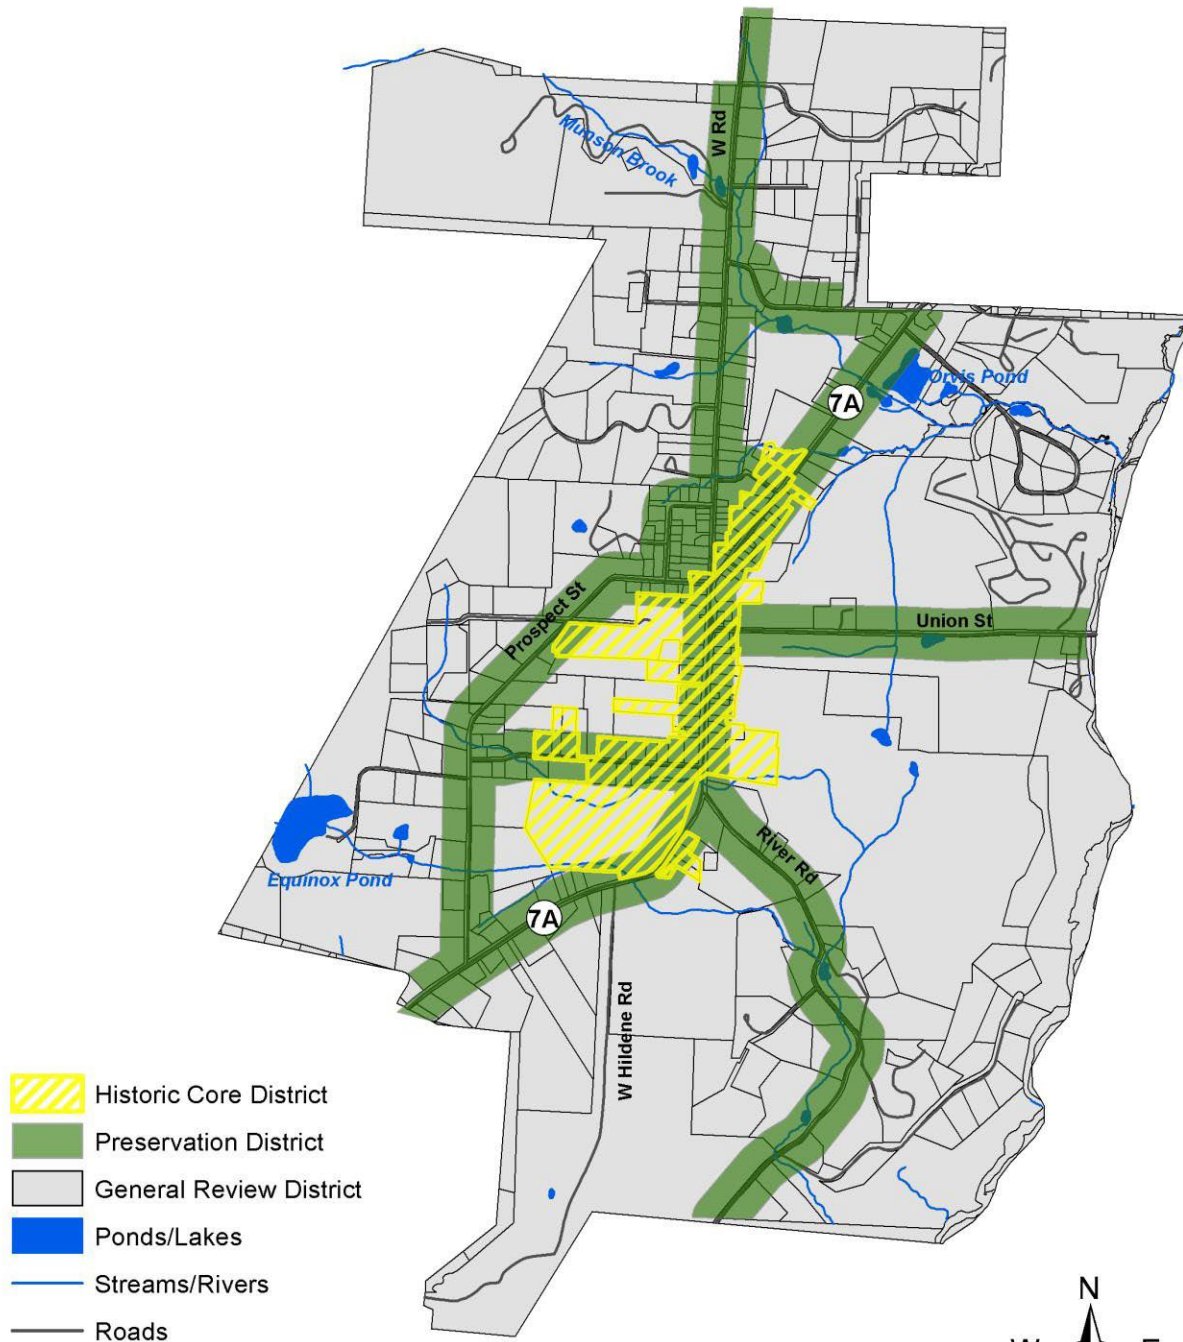 W Rd
Munson Brook
Orvis Pond
7A
Union St
Prospect St
River Rd
Equinox Pond
7A
W Hildene Rd
Historic Core District
Preservation District
General Review District
Ponds/Lakes
Streams/Rivers
Roads
N
W E